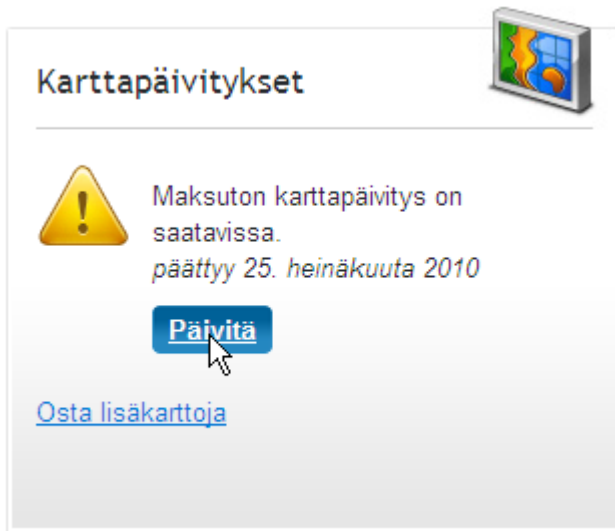 Karttapäivitykset
Maksuton karttapäivitys on
saatavissa.
päättyy 25. heinäkuuta 2010
Päivitä
Osta lisäkarttoja